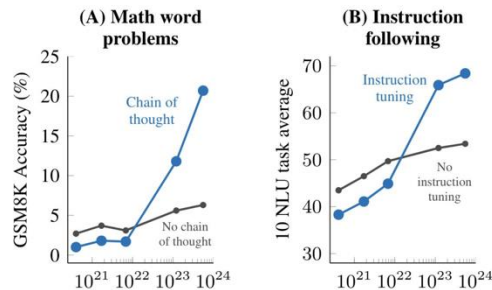 (A) Math word
problems
GSM8K Accuracy (%)
25
20
15
10
5
0
Chain of
thought
No chain
of thought
10^21 10^22 10^23 10^24
(B) Instruction
following
10 NLU task average
70
60
50
40
30
Instruction
tuning
No
instruction
tuning
10^21 10^22 10^23 10^24